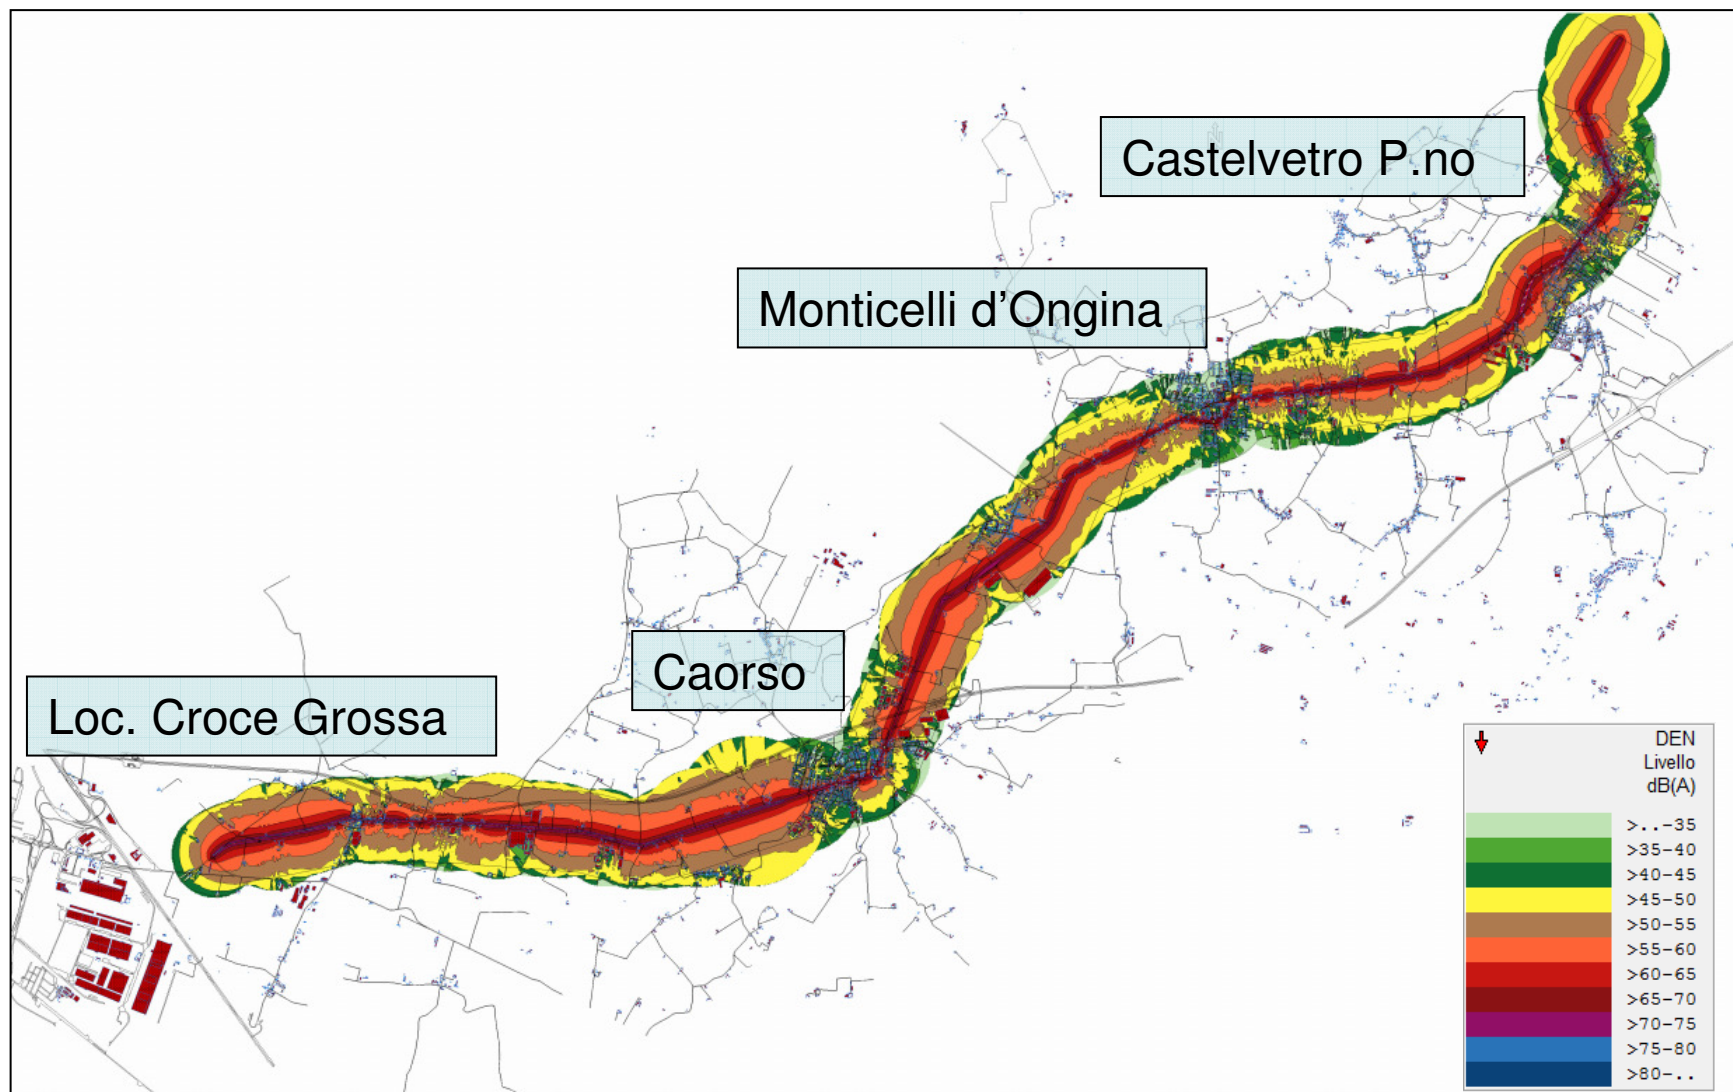 Castelvetro P.no
Monticelli d’Ongina
Caorso
Loc. Croce Grossa
DEN
Livello
dB(A)
>..-35
>35-40
>40-45
>45-50
>50-55
>55-60
>60-65
>65-70
>70-75
>75-80
>80-..